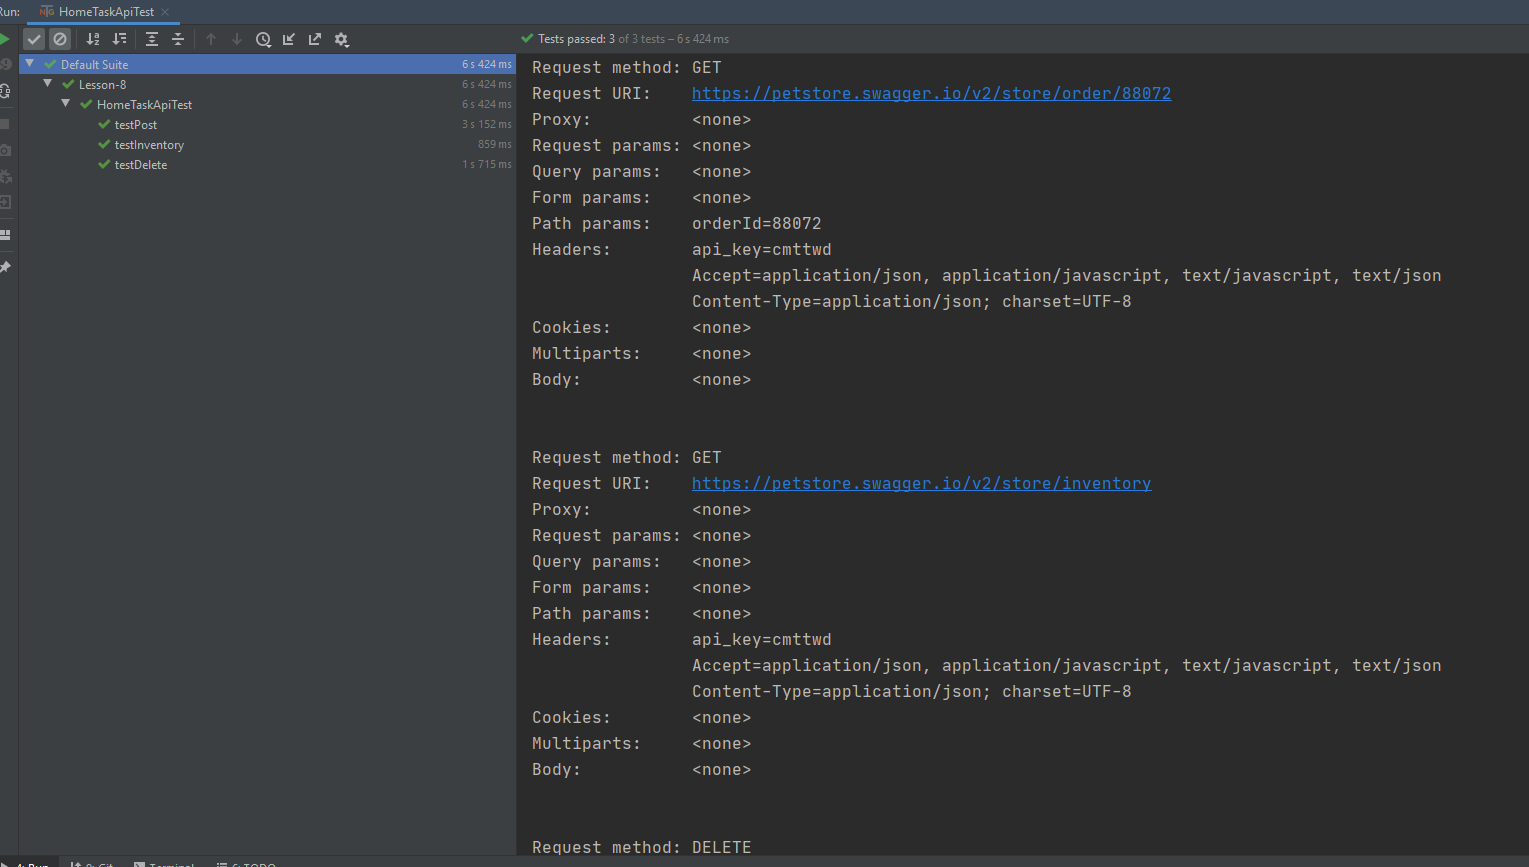 Run: HomeTaskApiTest
Tests passed: 3 of 3 tests – 6 s 424 ms
Default Suite 6 s 424 ms
Lesson-8 6 s 424 ms
HomeTaskApiTest 6 s 424 ms
testPost 3 s 152 ms
testInventory 859 ms
testDelete 1 s 715 ms
Request method: GET
Request URI: https://petstore.swagger.io/v2/store/order/88072
Proxy: <none>
Request params: <none>
Query params: <none>
Form params: <none>
Path params: orderId=88072
Headers: api_key=cmttwd
Accept=application/json, application/javascript, text/javascript, text/json
Content-Type=application/json; charset=UTF-8
Cookies: <none>
Multiparts: <none>
Body: <none>
Request method: GET
Request URI: https://petstore.swagger.io/v2/store/inventory
Proxy: <none>
Request params: <none>
Query params: <none>
Form params: <none>
Path params: <none>
Headers: api_key=cmttwd
Accept=application/json, application/javascript, text/javascript, text/json
Content-Type=application/json; charset=UTF-8
Cookies: <none>
Multiparts: <none>
Body: <none>
Request method: DELETE
4: Run 9: Git Terminal 6: TODO